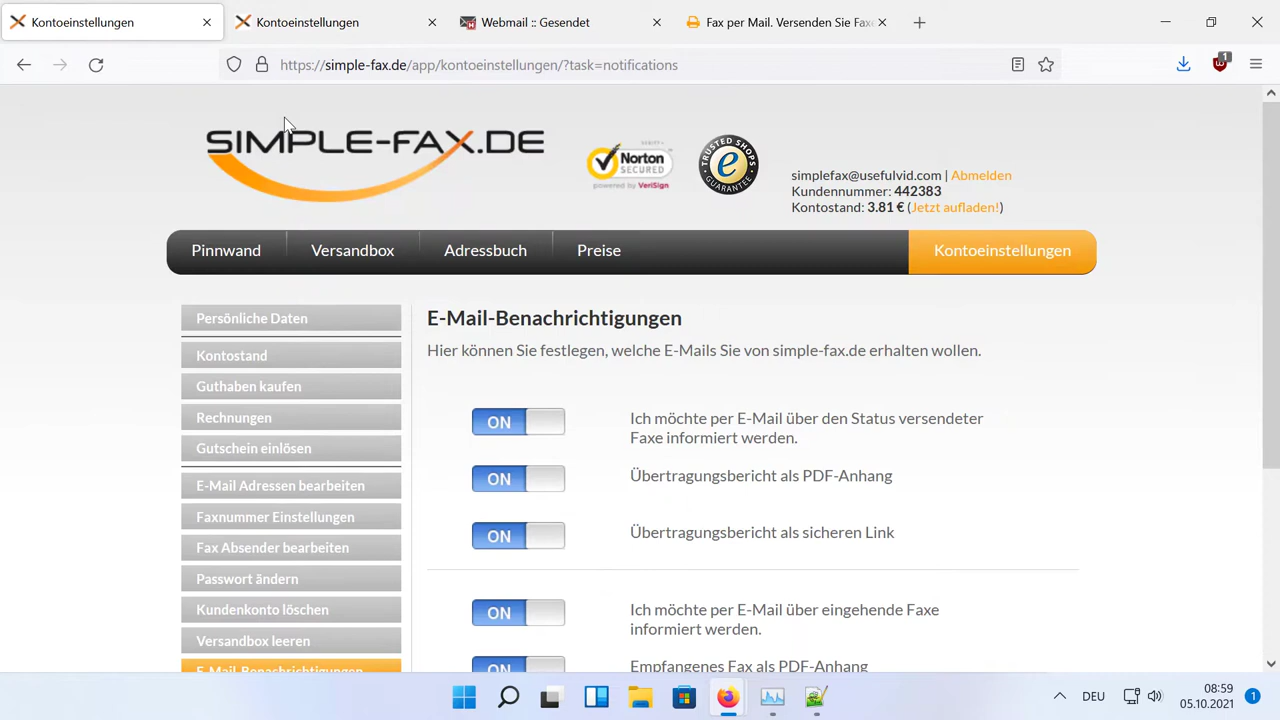 Kontoeinstellungen
Kontoeinstellungen
Webmail :: Gesendet
Fax per Mail. Versenden Sie Faxe
https://simple-fax.de/app/kontoeinstellungen/?task=notifications
1
SIMPLE-FAX.DE
Norton
SECURED
powered by VeriSign
TRUSTED SHOPS
e
GUARANTEE
simplefax@usefulvid.com | Abmelden
Kundennummer: 442383
Kontostand: 3.81 € (Jetzt aufladen!)
Pinnwand
Versandbox
Adressbuch
Preise
Kontoeinstellungen
Persönliche Daten
Kontostand
Guthaben kaufen
Rechnungen
Gutschein einlösen
E-Mail Adressen bearbeiten
Faxnummer Einstellungen
Fax Absender bearbeiten
Passwort ändern
Kundenkonto löschen
Versandbox leeren
E-Mail-Benachrichtigungen
E-Mail-Benachrichtigungen
Hier können Sie festlegen, welche E-Mails Sie von simple-fax.de erhalten wollen.
ON
Ich möchte per E-Mail über den Status versendeter
Faxe informiert werden.
ON
Übertragungsbericht als PDF-Anhang
ON
Übertragungsbericht als sicheren Link
ON
Ich möchte per E-Mail über eingehende Faxe
informiert werden.
ON
Empfangenes Fax als PDF-Anhang
DEU
08:59
05.10.2021
1